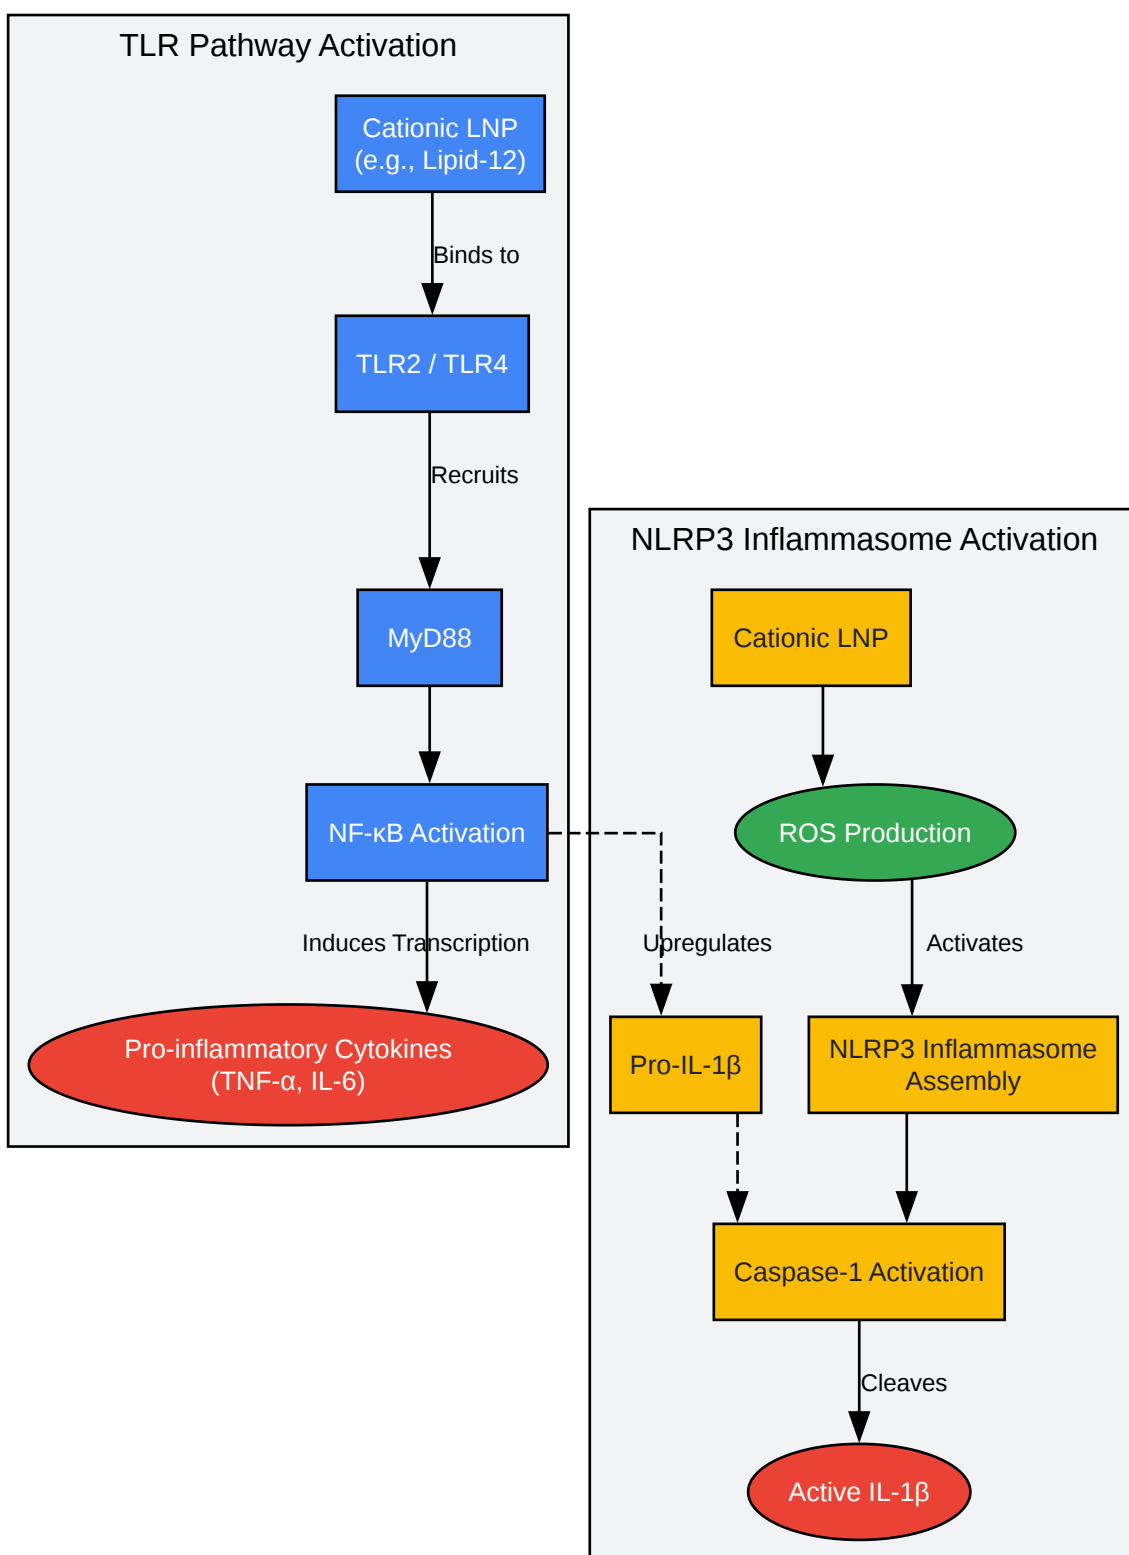 TLR Pathway Activation
Cationic LNP
(e.g., Lipid-12)
Binds to
TLR2 / TLR4
Recruits
MyD88
NF-κB Activation
Induces Transcription
Pro-inflammatory Cytokines
(TNF-α, IL-6)
NLRP3 Inflammasome Activation
Cationic LNP
ROS Production
Upregulates
Activates
Pro-IL-1β
NLRP3 Inflammasome
Assembly
Caspase-1 Activation
Cleaves
Active IL-1β